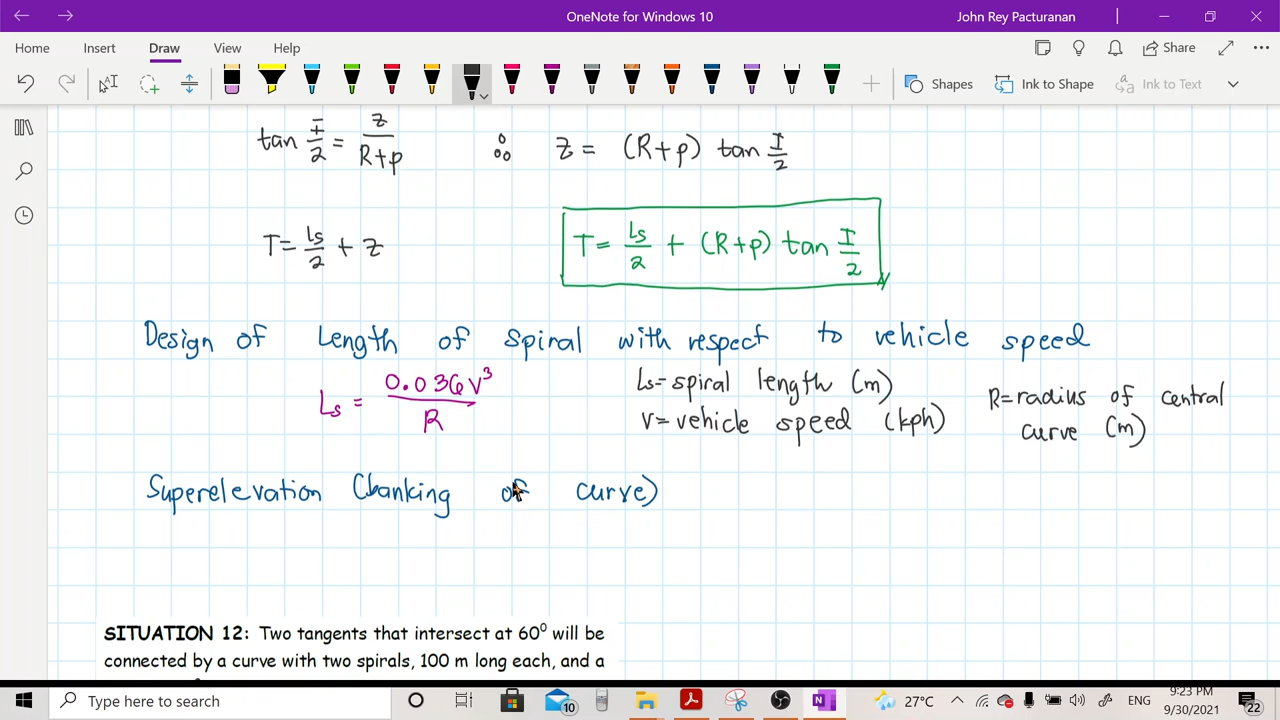 OneNote for Windows 10
John Rey Pacturanan
Home Insert Draw View Help
Share
Shapes
Ink to Shape
Ink to Text
tan I/2 = z/R+p ∴ z = (R+p) tan I/2
T = Ls/2 + z
T = Ls/2 + (R+p) tan I/2
Design of Length of Spiral with respect to vehicle speed
Ls = 0.036V³/R
Ls = spiral length (m)
V = vehicle speed (kph)
R = radius of central
curve (m)
Superelevation (banking of curve)
SITUATION 12: Two tangents that intersect at 60⁰ will be
connected by a curve with two spirals, 100 m long each, and a
Type here to search
10
27°C
ENG
9:23 PM
9/30/2021
22